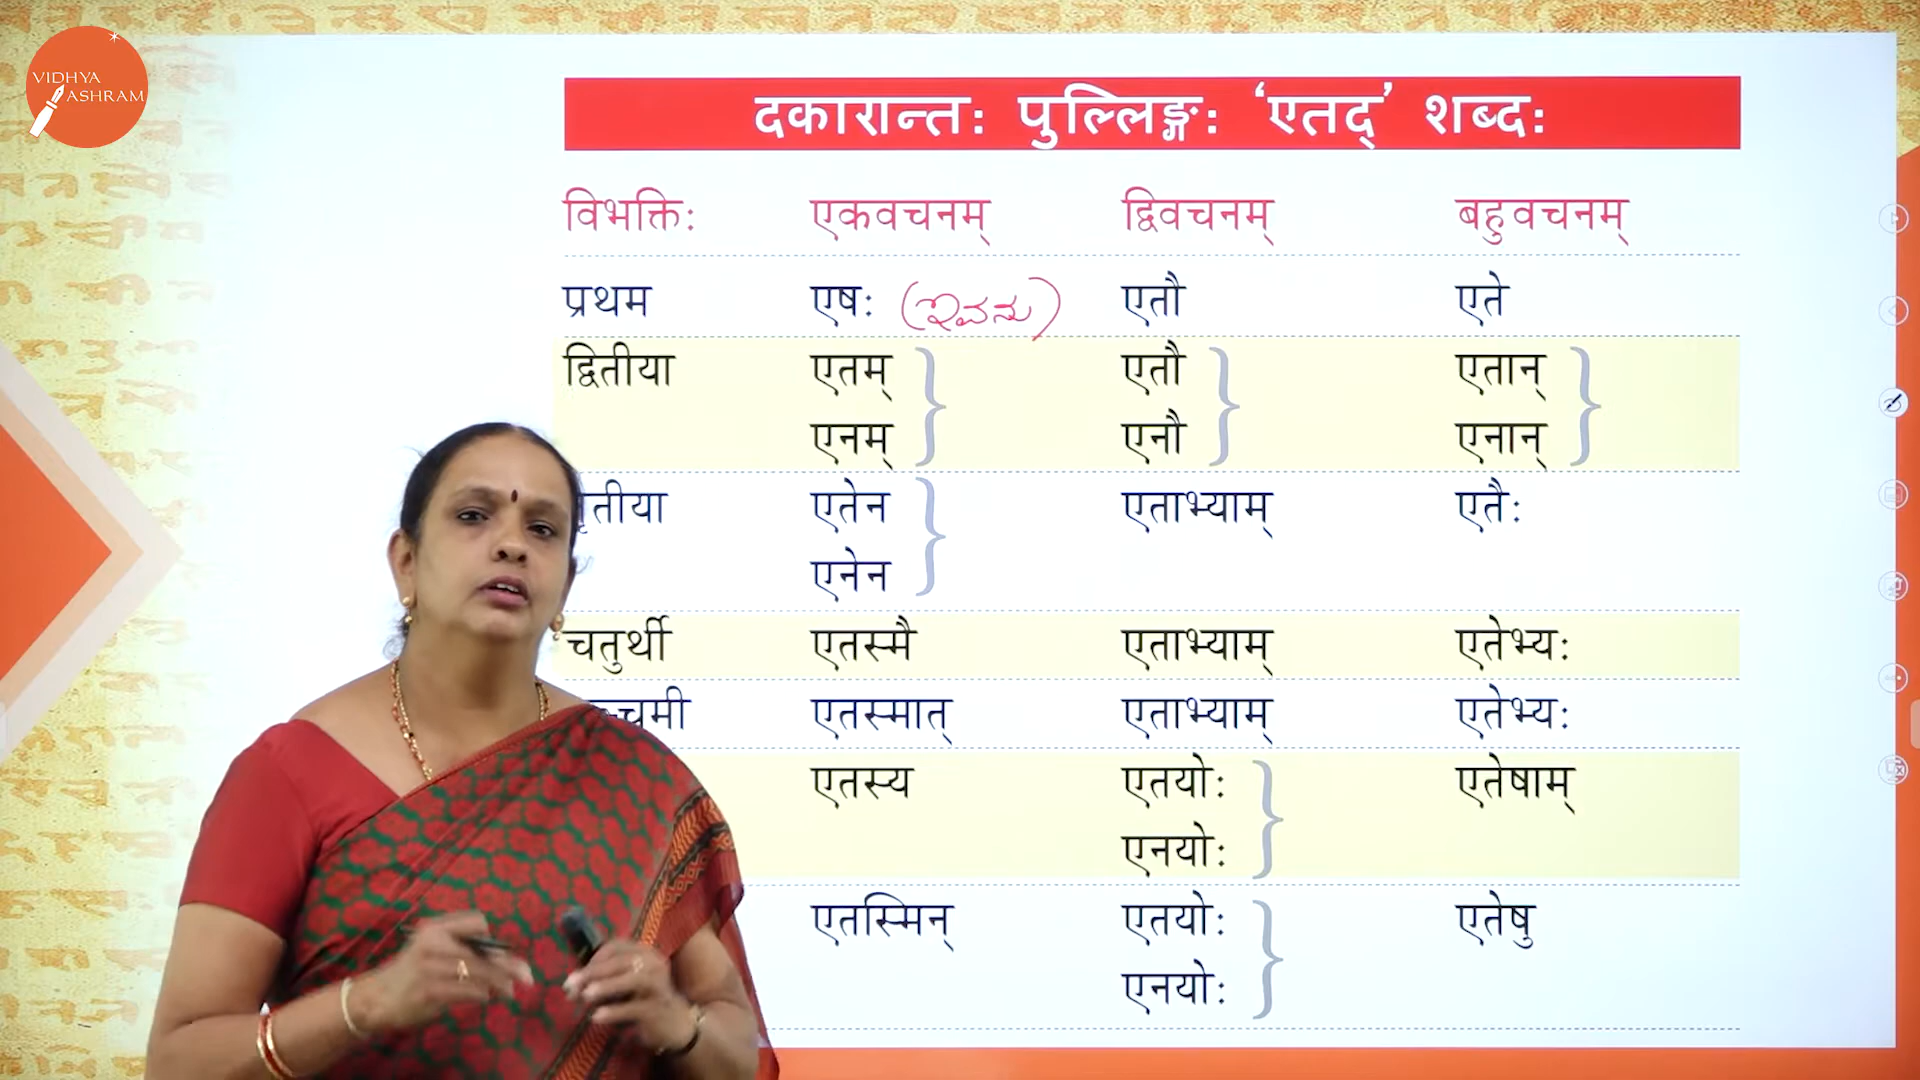 VIDHYA
ASHRAM
दकारान्तः पुल्लिङ्गः ‘एतद्’ शब्दः
विभक्तिः एकवचनम् द्विवचनम् बहुवचनम्
प्रथम एषः (ಇವನು) एतौ एते
द्वितीया एतम् एतौ एतान्
एनम् एनौ एनान्
तीया एतेन एताभ्याम् एतैः
एनेन
चतुर्थी एतस्मै एताभ्याम् एतेभ्यः
ञ्चमी एतस्मात् एताभ्याम् एतेभ्यः
एतस्य एतयोः एतेषाम्
एनयोः
एतस्मिन् एतयोः एतेषु
एनयोः